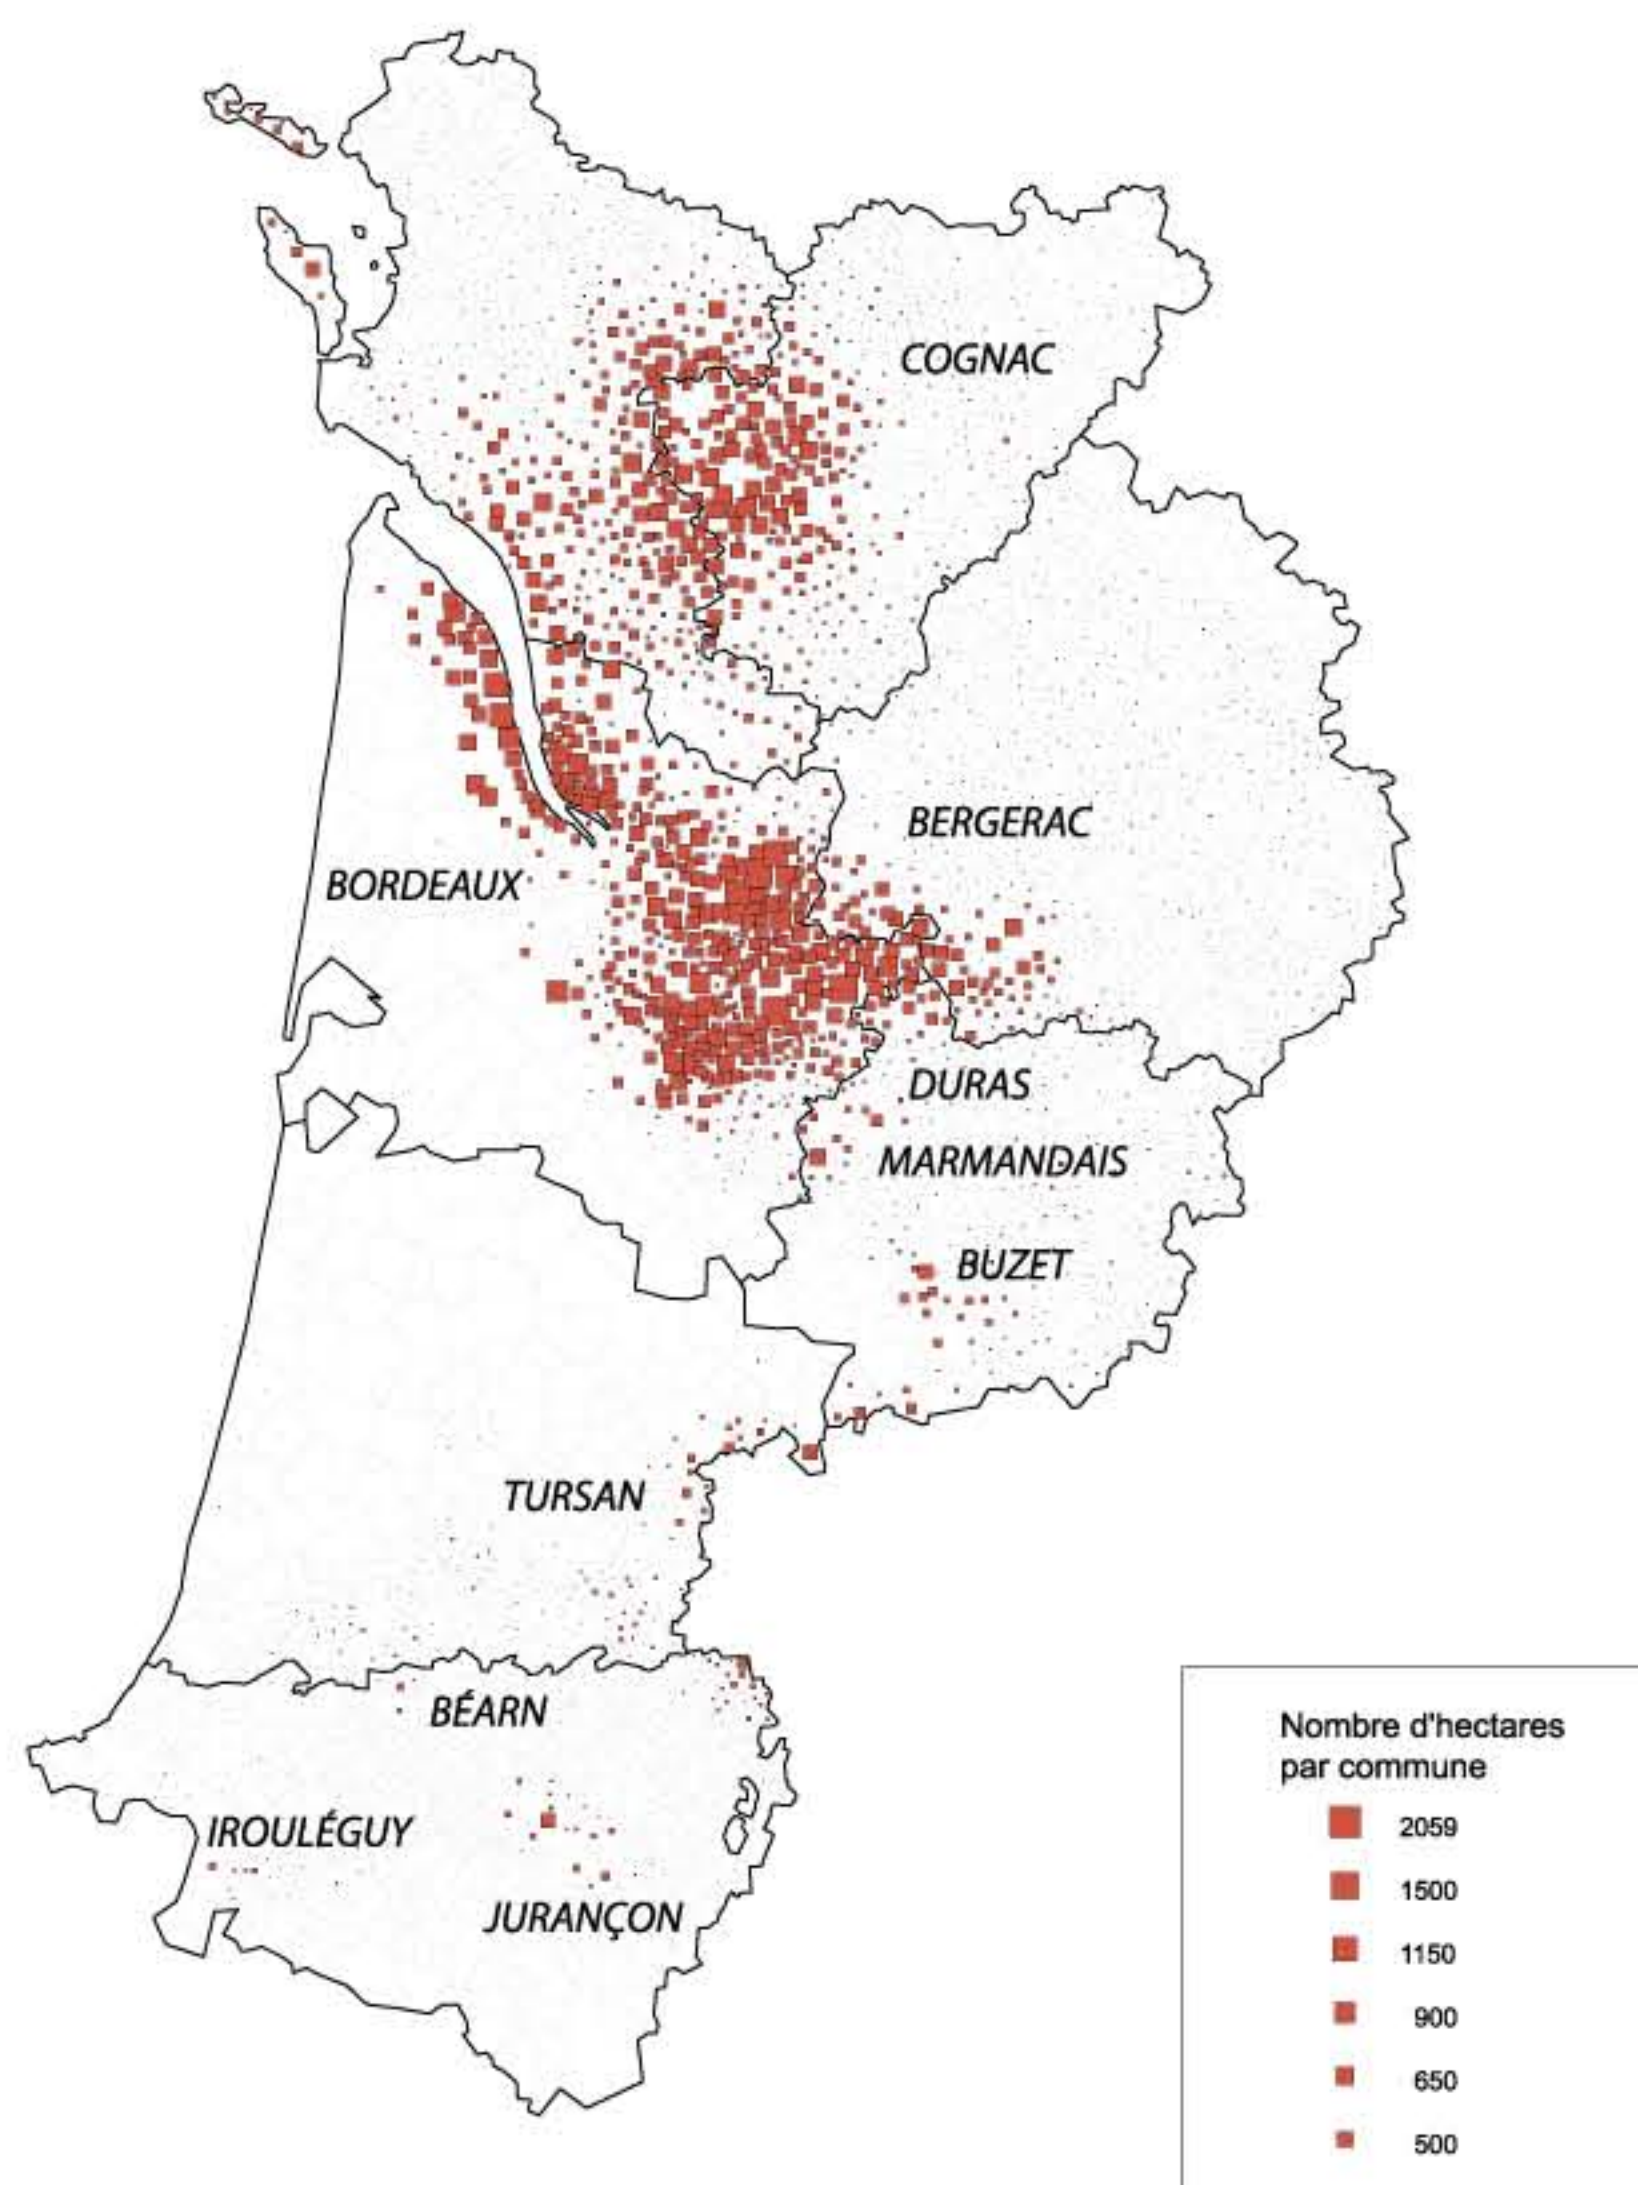 COGNAC
BERGERAC
BORDEAUX
DURAS
MARMANDAIS
BUZET
TURSAN
BÉARN
IROULÉGUY
JURANÇON
Nombre d'hectares
par commune
2059
1500
1150
900
650
500